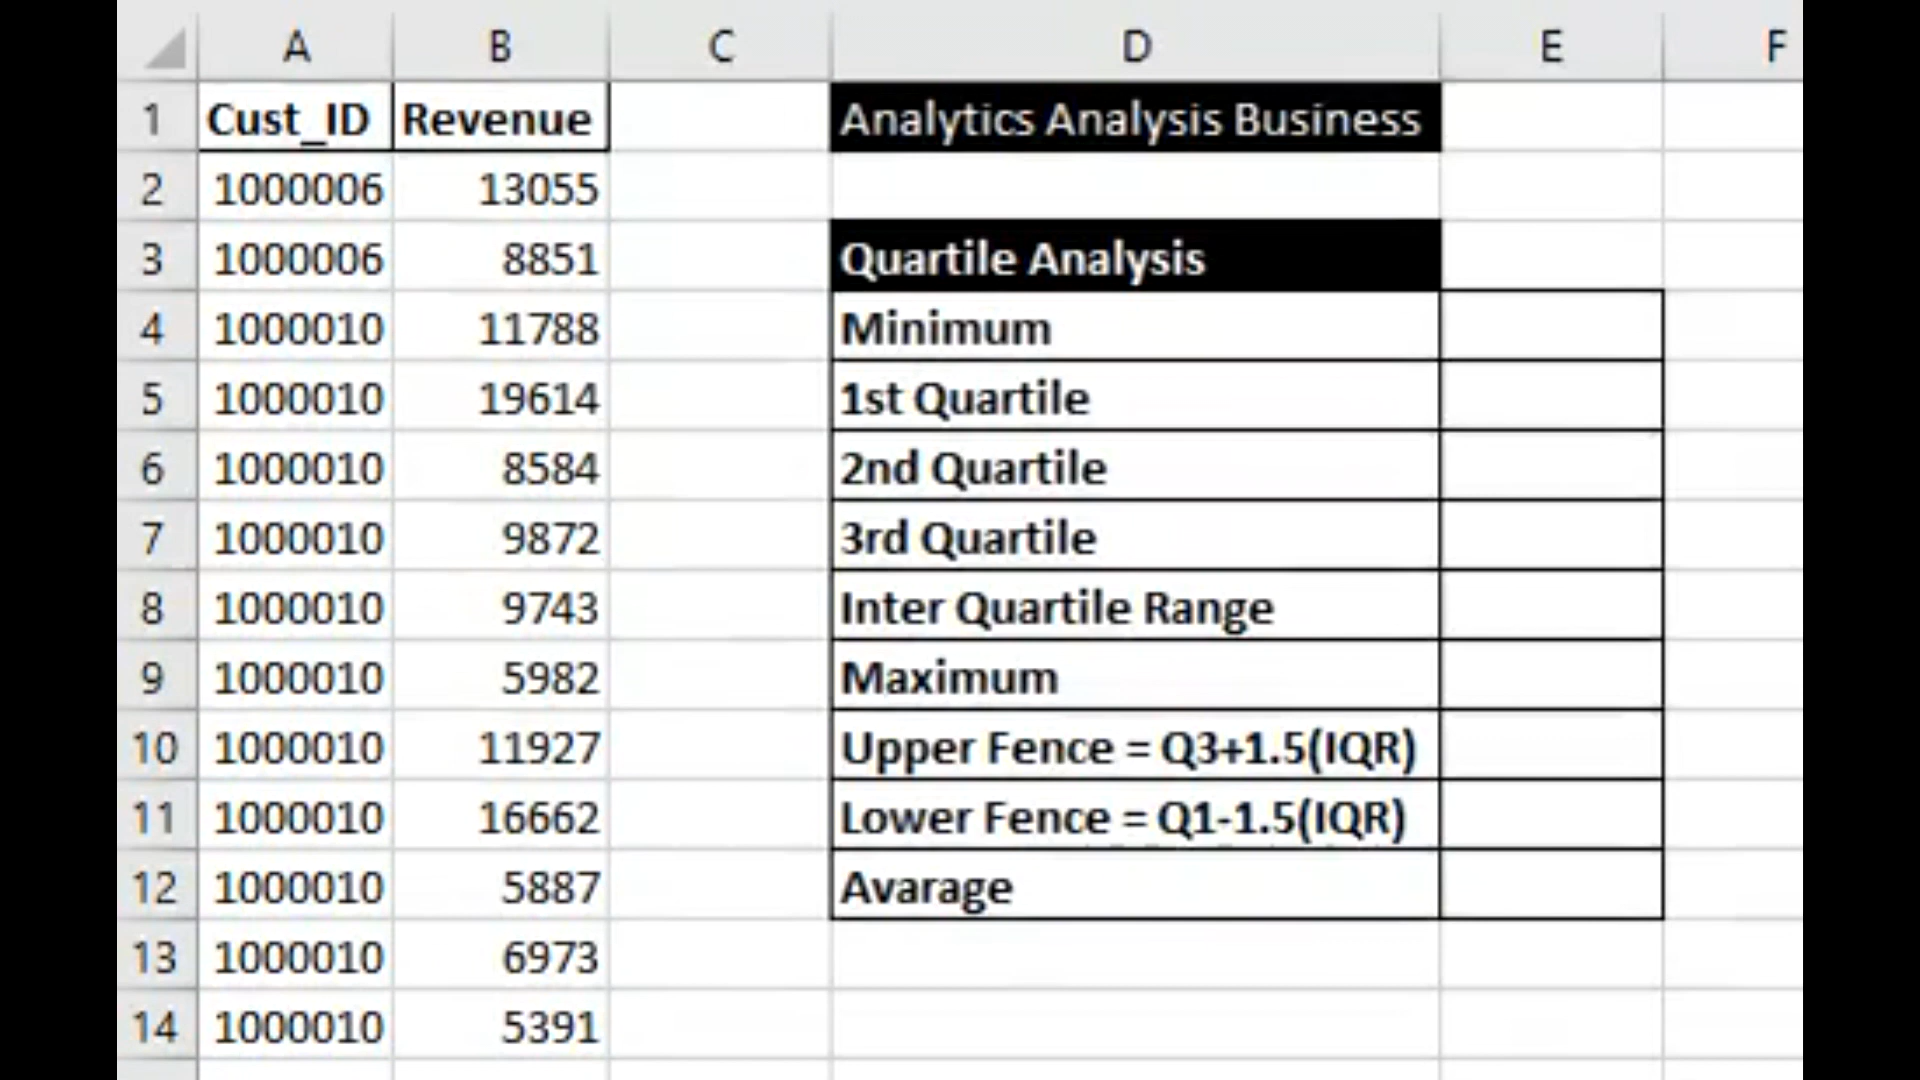 A B C D E F
1 Cust_ID Revenue Analytics Analysis Business
2 1000006 13055
3 1000006 8851 Quartile Analysis
4 1000010 11788 Minimum
5 1000010 19614 1st Quartile
6 1000010 8584 2nd Quartile
7 1000010 9872 3rd Quartile
8 1000010 9743 Inter Quartile Range
9 1000010 5982 Maximum
10 1000010 11927 Upper Fence = Q3+1.5(IQR)
11 1000010 16662 Lower Fence = Q1-1.5(IQR)
12 1000010 5887 Avarage
13 1000010 6973
14 1000010 5391